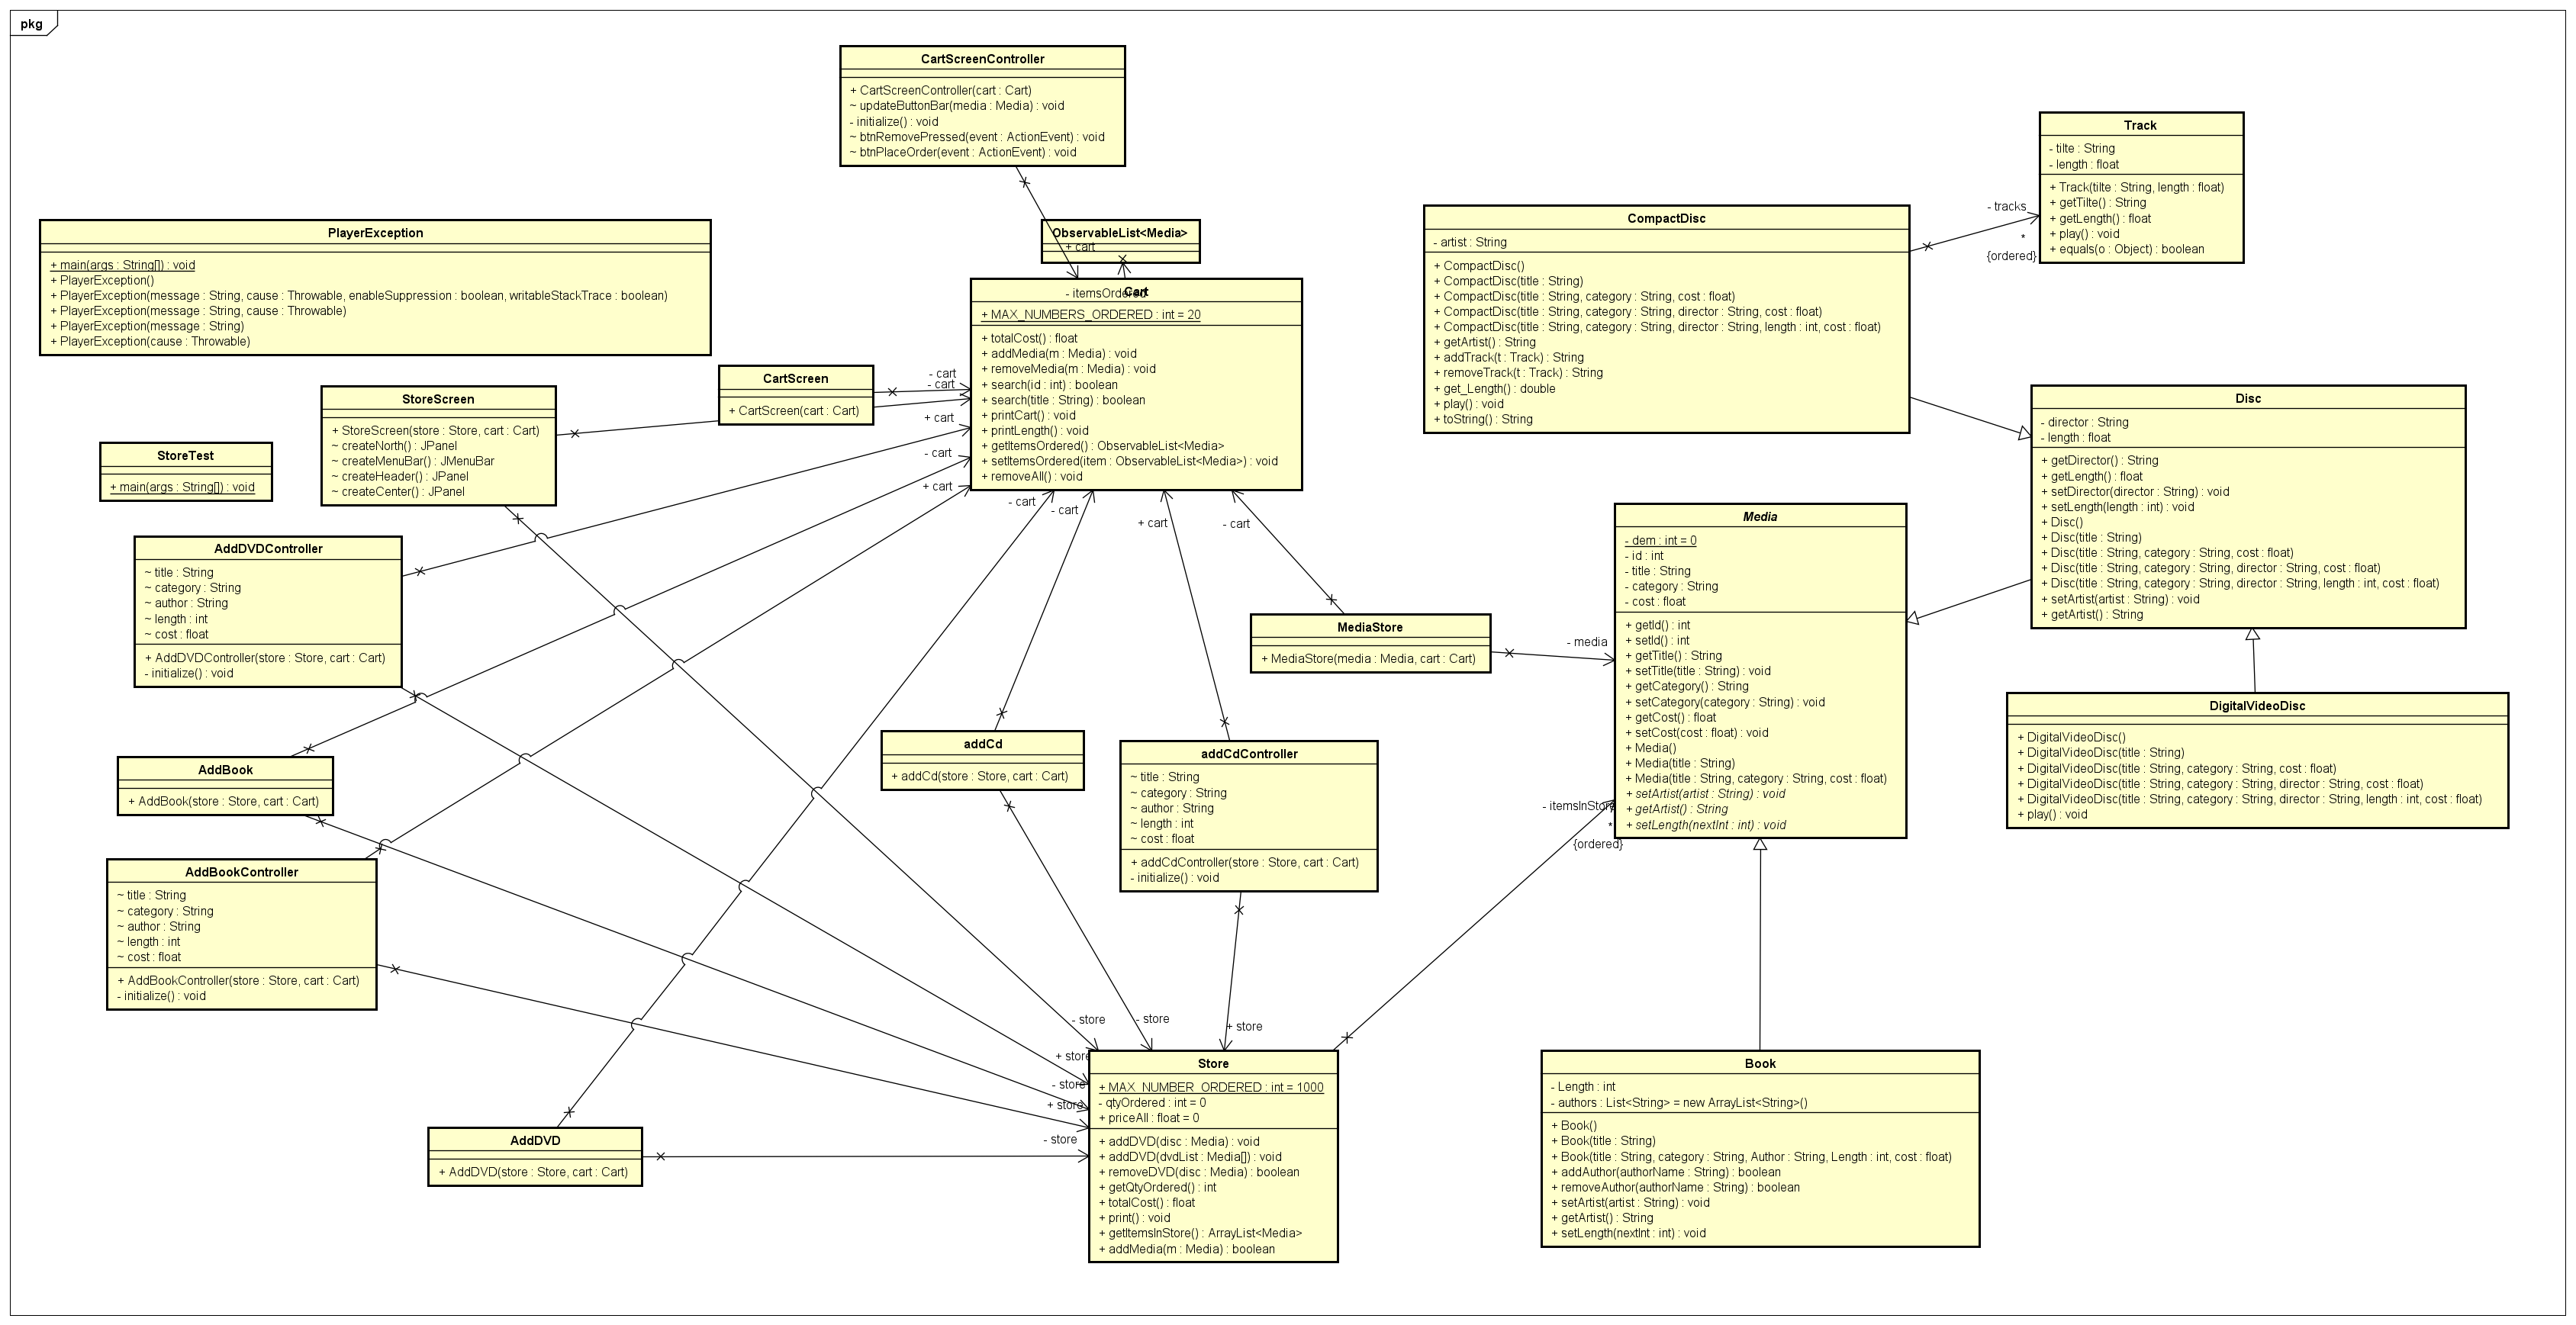 pkg
CartScreenController
+ CartScreenController(cart : Cart)
~ updateButtonBar(media : Media) : void
- initialize() : void
~ btnRemovePressed(event : ActionEvent) : void
~ btnPlaceOrder(event : ActionEvent) : void
Track
- tilte : String
- length : float
+ Track(tilte : String, length : float)
+ getTilte() : String
+ getLength() : float
+ play() : void
+ equals(o : Object) : boolean
- tracks
*
{ordered}
PlayerException
+ main(args : String[]) : void
+ PlayerException()
+ PlayerException(message : String, cause : Throwable, enableSuppression : boolean, writableStackTrace : boolean)
+ PlayerException(message : String, cause : Throwable)
+ PlayerException(message : String)
+ PlayerException(cause : Throwable)
ObservableList<Media>
+ cart
- itemsOrdered
Cart
+ MAX_NUMBERS_ORDERED : int = 20
+ totalCost() : float
+ addMedia(m : Media) : void
+ removeMedia(m : Media) : void
+ search(id : int) : boolean
+ search(title : String) : boolean
+ printCart() : void
+ printLength() : void
+ getItemsOrdered() : ObservableList<Media>
+ setItemsOrdered(item : ObservableList<Media>) : void
+ removeAll() : void
CompactDisc
- artist : String
+ CompactDisc()
+ CompactDisc(title : String)
+ CompactDisc(title : String, category : String, cost : float)
+ CompactDisc(title : String, category : String, director : String, cost : float)
+ CompactDisc(title : String, category : String, director : String, length : int, cost : float)
+ getArtist() : String
+ addTrack(t : Track) : String
+ removeTrack(t : Track) : String
+ get_Length() : double
+ play() : void
+ toString() : String
CartScreen
+ CartScreen(cart : Cart)
- cart
- cart
+ cart
- cart
+ cart
- cart
- cart
+ cart
- cart
StoreScreen
+ StoreScreen(store : Store, cart : Cart)
~ createNorth() : JPanel
~ createMenuBar() : JMenuBar
~ createHeader() : JPanel
~ createCenter() : JPanel
StoreTest
+ main(args : String[]) : void
Disc
- director : String
- length : float
+ getDirector() : String
+ getLength() : float
+ setDirector(director : String) : void
+ setLength(length : int) : void
+ Disc()
+ Disc(title : String)
+ Disc(title : String, category : String, cost : float)
+ Disc(title : String, category : String, director : String, cost : float)
+ Disc(title : String, category : String, director : String, length : int, cost : float)
+ setArtist(artist : String) : void
+ getArtist() : String
AddDVDController
~ title : String
~ category : String
~ author : String
~ length : int
~ cost : float
+ AddDVDController(store : Store, cart : Cart)
- initialize() : void
MediaStore
+ MediaStore(media : Media, cart : Cart)
- media
Media
- dem : int = 0
- id : int
- title : String
- category : String
- cost : float
+ getId() : int
+ setId() : int
+ getTitle() : String
+ setTitle(title : String) : void
+ getCategory() : String
+ setCategory(category : String) : void
+ getCost() : float
+ setCost(cost : float) : void
+ Media()
+ Media(title : String)
+ Media(title : String, category : String, cost : float)
+ setArtist(artist : String) : void
+ getArtist() : String
+ setLength(nextInt : int) : void
- itemsInStore
*
{ordered}
DigitalVideoDisc
+ DigitalVideoDisc()
+ DigitalVideoDisc(title : String)
+ DigitalVideoDisc(title : String, category : String, cost : float)
+ DigitalVideoDisc(title : String, category : String, director : String, cost : float)
+ DigitalVideoDisc(title : String, category : String, director : String, length : int, cost : float)
+ play() : void
AddBook
+ AddBook(store : Store, cart : Cart)
addCd
+ addCd(store : Store, cart : Cart)
addCdController
~ title : String
~ category : String
~ author : String
~ length : int
~ cost : float
+ addCdController(store : Store, cart : Cart)
- initialize() : void
AddBookController
~ title : String
~ category : String
~ author : String
~ length : int
~ cost : float
+ AddBookController(store : Store, cart : Cart)
- initialize() : void
- store
- store
+ store
+ store
- store
+ store
- store
AddDVD
+ AddDVD(store : Store, cart : Cart)
Store
+ MAX_NUMBER_ORDERED : int = 1000
- qtyOrdered : int = 0
+ priceAll : float = 0
+ addDVD(disc : Media) : void
+ addDVD(dvdList : Media[]) : void
+ removeDVD(disc : Media) : boolean
+ getQtyOrdered() : int
+ totalCost() : float
+ print() : void
+ getItemsInStore() : ArrayList<Media>
+ addMedia(m : Media) : boolean
Book
- Length : int
- authors : List<String> = new ArrayList<String>()
+ Book()
+ Book(title : String)
+ Book(title : String, category : String, Author : String, Length : int, cost : float)
+ addAuthor(authorName : String) : boolean
+ removeAuthor(authorName : String) : boolean
+ setArtist(artist : String) : void
+ getArtist() : String
+ setLength(nextInt : int) : void